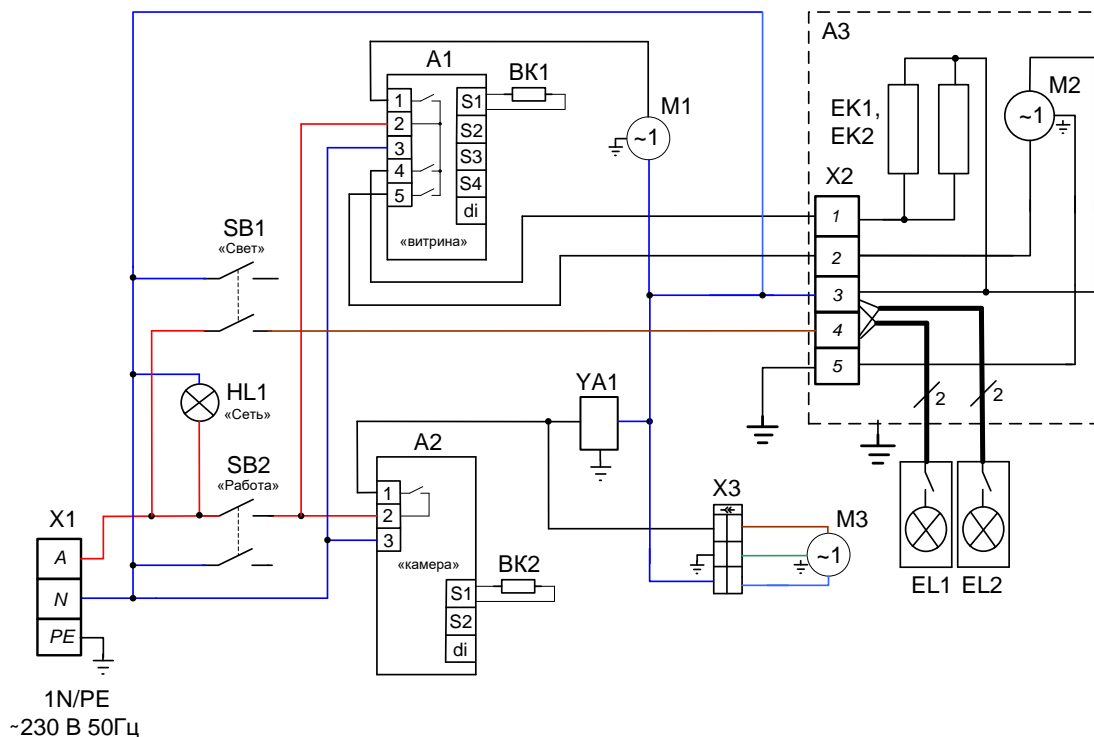 A3
A1
BK1
M1
M2
EK1,
EK2
~1
~1
1
2
3
4
5
S1
S2
S3
S4
di
«витрина»
X2
1
2
3
4
5
SB1
«Свет»
HL1
«Сеть»
YA1
2
2
A2
SB2
«Работа»
1
2
3
«камера»
X3
M3
~1
X1
A
N
PE
BK2
S1
S2
di
EL1
EL2
1N/PE
~230 В 50Гц